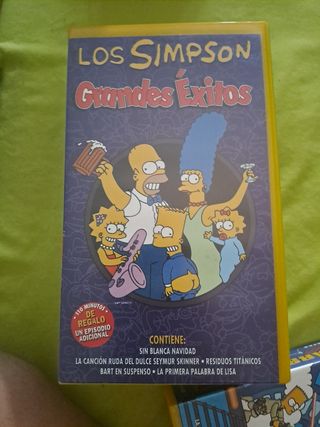 LOS SIMPSON
Grandes Éxitos
¡110 MINUTOS!
DE
REGALO
UN EPISODIO
ADICIONAL
CONTIENE:
SIN BLANCA NAVIDAD
LA CANCIÓN RUDA DEL DULCE SEYMUR SKINNER • RESIDUOS TITÁNICOS
BART EN SUSPENSO • LA PRIMERA PALABRA DE LISA